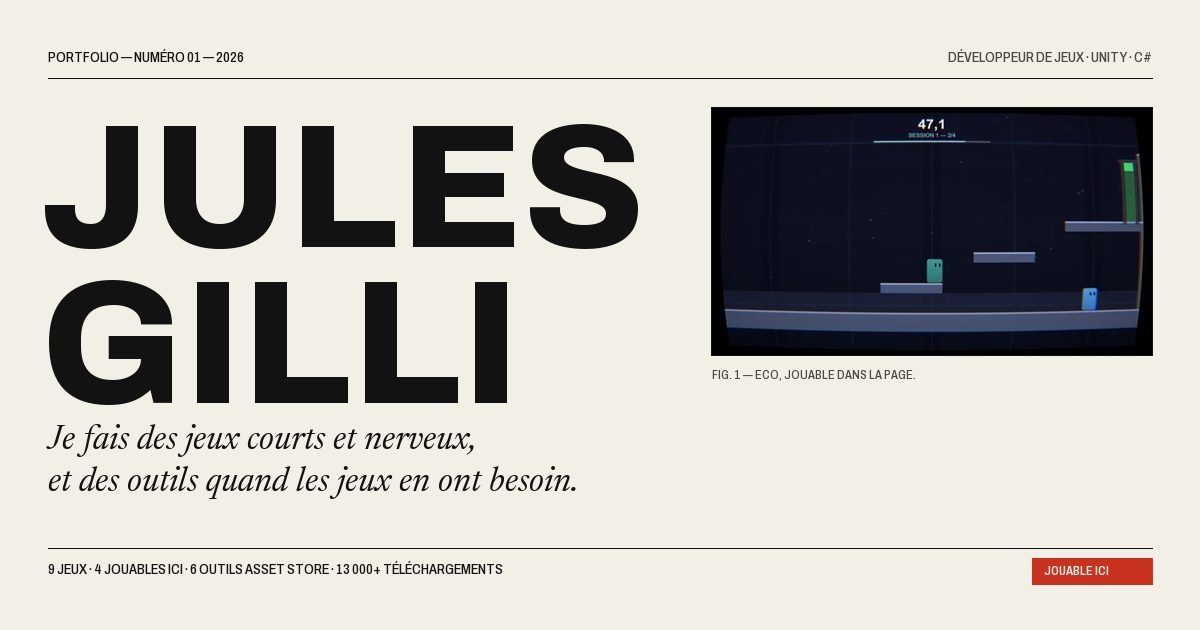 PORTFOLIO — NUMÉRO 01 — 2026
DÉVELOPPEUR DE JEUX · UNITY · C#
JULES
GILLI
47,1
SESSION 1 — 2/4
FIG. 1 — ECO, JOUABLE DANS LA PAGE.
Je fais des jeux courts et nerveux,
et des outils quand les jeux en ont besoin.
9 JEUX · 4 JOUABLES ICI · 6 OUTILS ASSET STORE · 13 000+ TÉLÉCHARGEMENTS
JOUABLE ICI